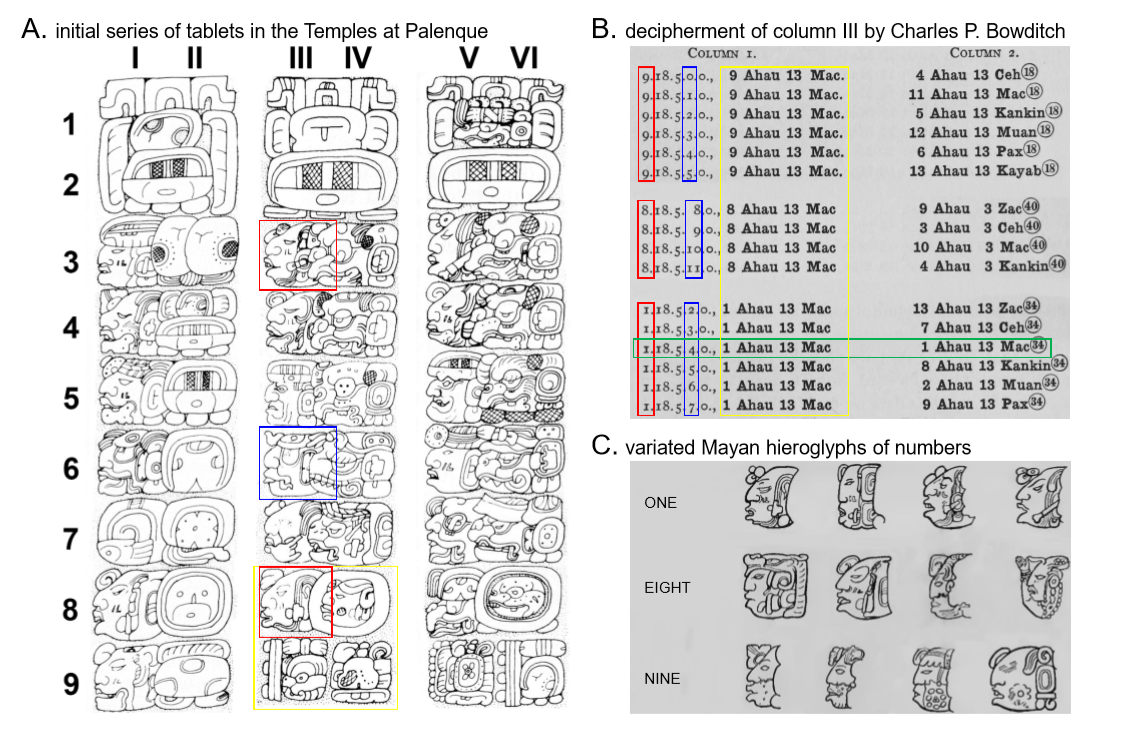 A. initial series of tablets in the Temples at Palenque
I II III IV V VI
1
2
3
4
5
6
7
8
9
B. decipherment of column III by Charles P. Bowditch
COLUMN 1. COLUMN 2.
9.18.5.0.0., 9 Ahau 13 Mac. 4 Ahau 13 Ceh 18
9.18.5.1.0., 9 Ahau 13 Mac. 11 Ahau 13 Mac 18
9.18.5.2.0., 9 Ahau 13 Mac. 5 Ahau 13 Kankin 18
9.18.5.3.0., 9 Ahau 13 Mac. 12 Ahau 13 Muan 18
9.18.5.4.0., 9 Ahau 13 Mac. 6 Ahau 13 Pax 18
9.18.5.5.0., 9 Ahau 13 Mac. 13 Ahau 13 Kayab 18
8.18.5. 8.0., 8 Ahau 13 Mac 9 Ahau 3 Zac 40
8.18.5. 9.0., 8 Ahau 13 Mac 3 Ahau 3 Ceh 40
8.18.5.10.0., 8 Ahau 13 Mac 10 Ahau 3 Mac 40
8.18.5.11.0., 8 Ahau 13 Mac 4 Ahau 3 Kankin 40
1.18.5.2.0., 1 Ahau 13 Mac 13 Ahau 13 Zac 34
1.18.5.3.0., 1 Ahau 13 Mac 7 Ahau 13 Ceh 34
1.18.5.4.0., 1 Ahau 13 Mac 1 Ahau 13 Mac 34
1.18.5.5.0., 1 Ahau 13 Mac 8 Ahau 13 Kankin 34
1.18.5.6.0., 1 Ahau 13 Mac 2 Ahau 13 Muan 34
1.18.5.7.0., 1 Ahau 13 Mac 9 Ahau 13 Pax 34
C. variated Mayan hieroglyphs of numbers
ONE
EIGHT
NINE